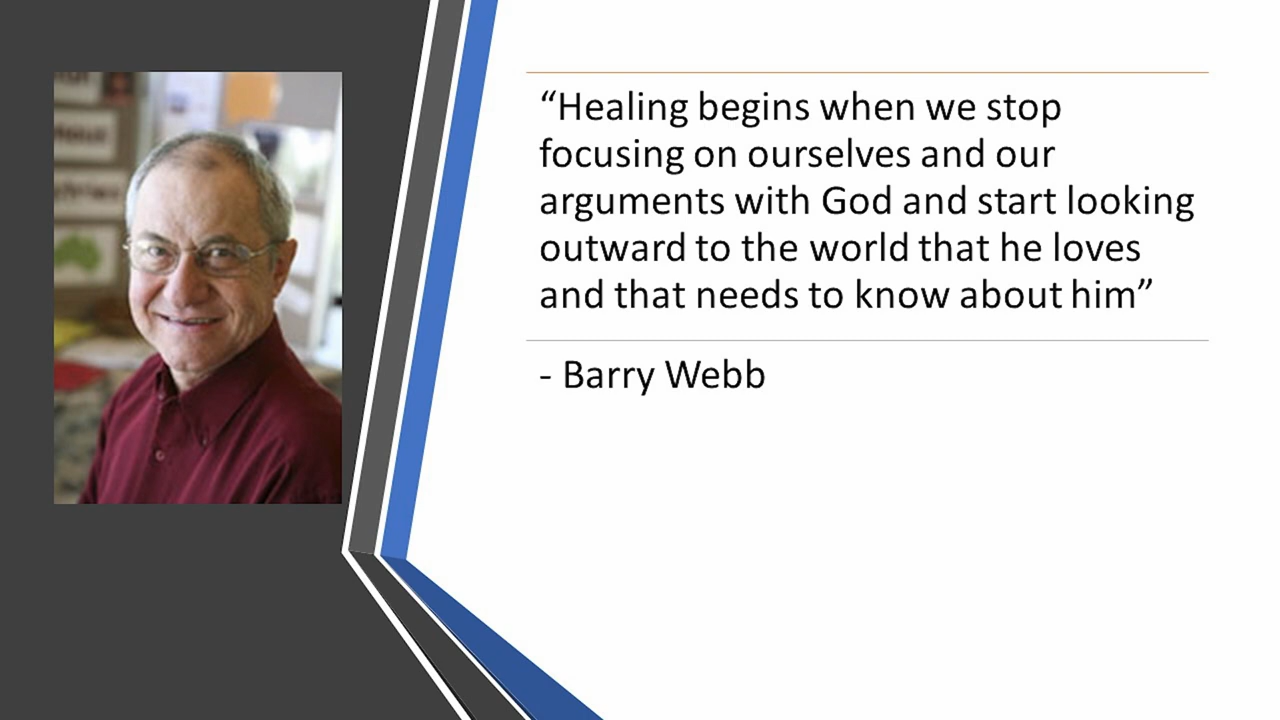 “Healing begins when we stop
focusing on ourselves and our
arguments with God and start looking
outward to the world that he loves
and that needs to know about him”
- Barry Webb